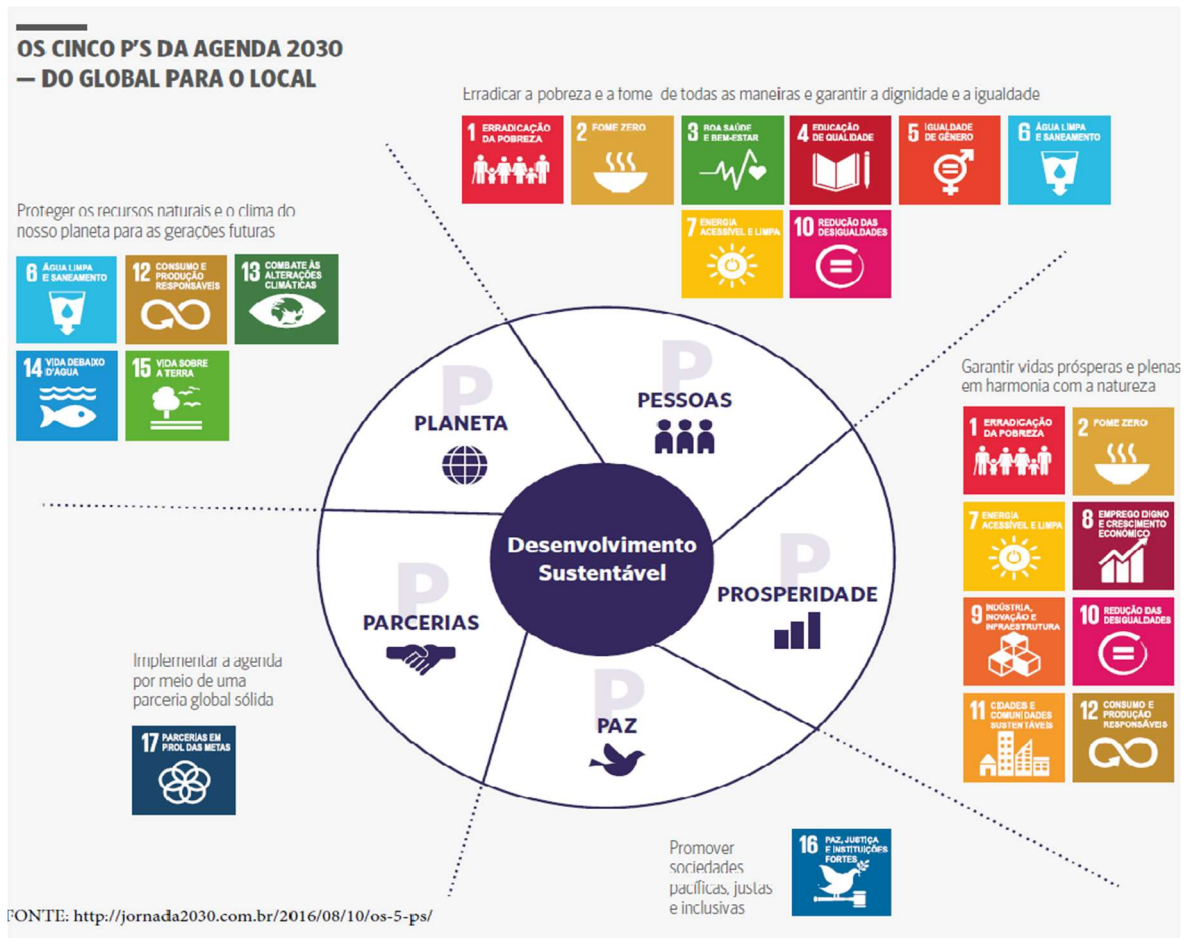 OS CINCO P'S DA AGENDA 2030
— DO GLOBAL PARA O LOCAL
Erradicar a pobreza e a fome de todas as maneiras e garantir a dignidade e a igualdade
1 ERRADICAÇÃO
DA POBREZA
2 FOME ZERO
3 BOA SAÚDE
E BEM-ESTAR
4 EDUCAÇÃO
DE QUALIDADE
5 IGUALDADE
DE GÊNERO
6 ÁGUA LIMPA
E SANEAMENTO
7 ENERGIA
ACESSÍVEL E LIMPA
10 REDUÇÃO DAS
DESIGUALDADES
Proteger os recursos naturais e o clima do
nosso planeta para as gerações futuras
6 ÁGUA LIMPA
E SANEAMENTO
12 CONSUMO E
PRODUÇÃO
RESPONSÁVEIS
13 COMBATE ÀS
ALTERAÇÕES
CLIMÁTICAS
14 VIDA DEBAIXO
D'ÁGUA
15 VIDA SOBRE
A TERRA
P
PLANETA
P
PESSOAS
Desenvolvimento
Sustentável
P
PROSPERIDADE
P
PARCERIAS
P
PAZ
Garantir vidas prósperas e plenas
em harmonia com a natureza
1 ERRADICAÇÃO
DA POBREZA
2 FOME ZERO
7 ENERGIA
ACESSÍVEL E LIMPA
8 EMPREGO DIGNO
E CRESCIMENTO
ECONÔMICO
9 INDÚSTRIA,
INOVAÇÃO E
INFRAESTRUTURA
10 REDUÇÃO DAS
DESIGUALDADES
11 CIDADES E
COMUNIDADES
SUSTENTÁVEIS
12 CONSUMO E
PRODUÇÃO
RESPONSÁVEIS
Implementar a agenda
por meio de uma
parceria global sólida
17 PARCERIAS EM
PROL DAS METAS
Promover
sociedades
pacíficas, justas
e inclusivas
16 PAZ, JUSTIÇA
E INSTITUIÇÕES
FORTES
FONTE: http://jornada2030.com.br/2016/08/10/os-5-ps/